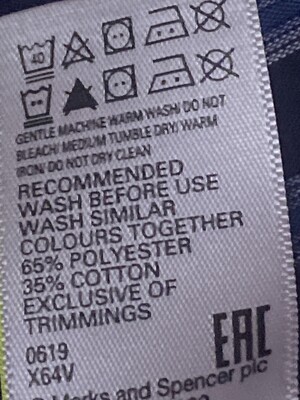 40
GENTLE MACHINE WARM WASH/ DO NOT
BLEACH/ MEDIUM TUMBLE DRY/ WARM
IRON/ DO NOT DRY CLEAN
RECOMMENDED
WASH BEFORE USE
WASH SIMILAR
COLOURS TOGETHER
65% POLYESTER
35% COTTON
EXCLUSIVE OF
TRIMMINGS
0619
X64V
EAC
Marks and Spencer plc